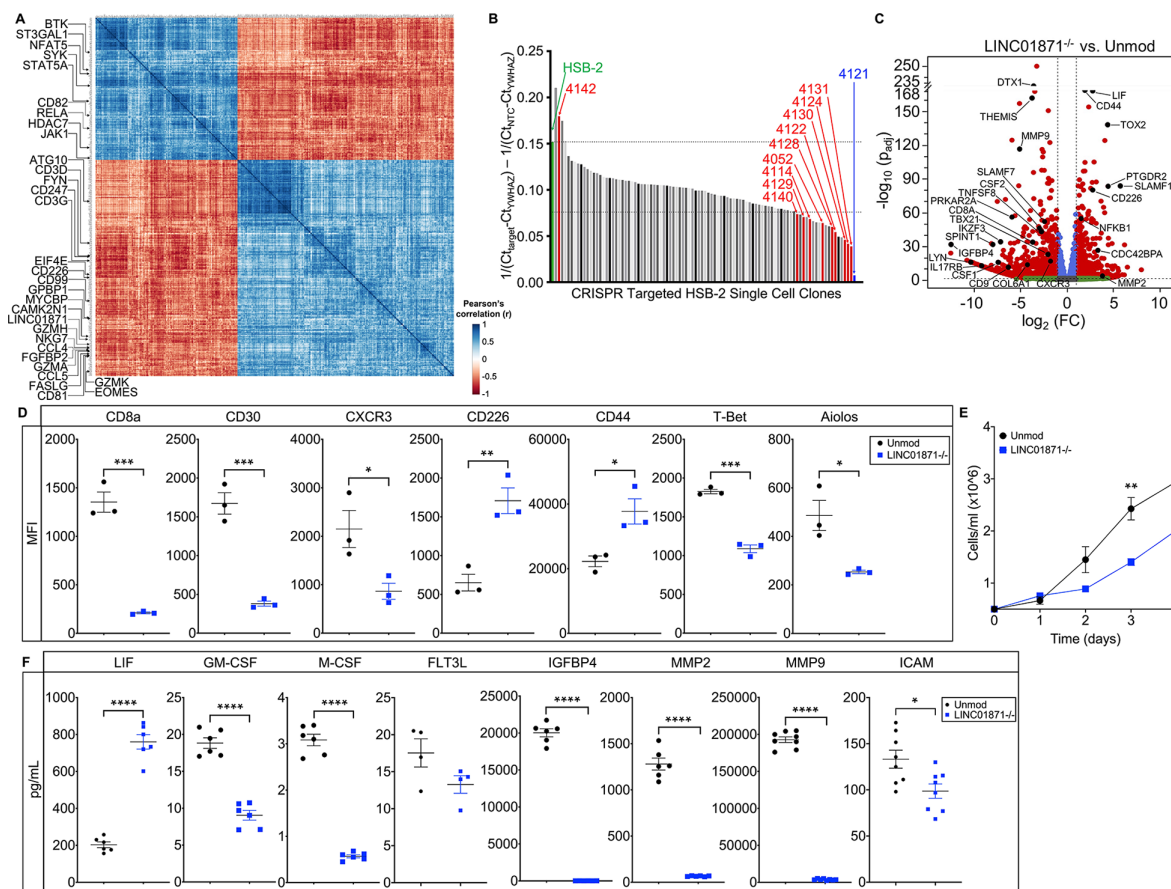 A
BTK
ST3GAL1
NFAT5
SYK
STAT5A
CD82
RELA
HDAC7
JAK1
ATG10
CD3D
FYN
CD247
CD3G
EIF4E
CD226
CD99
GPBP1
MYCBP
CAMK2N1
LINC01871
GZMH
NKG7
CCL4
FGFBP2
GZMA
CCL5
FASLG
CD81
GZMK
EOMES
Pearson's
correlation (r)
1
0.5
0
-0.5
-1
B
1/(Ct_target-Ct_YWHAZ) – 1/(Ct_NTC-Ct_YWHAZ)
0.25
0.20
0.15
0.10
0.05
0.00
HSB-2
4142
4121
4131
4124
4130
4122
4128
4052
4114
4129
4140
CRISPR Targeted HSB-2 Single Cell Clones
C
LINC01871-/- vs. Unmod
-log10 (p_adj)
250
235
168
162
120
90
60
30
0
DTX1
THEMIS
MMP9
SLAMF7
CSF2
TNFSF8
PRKAR2A
CD8A
TBX21
IKZF3
SPINT1
IGFBP4
LYN
IL17RB
CSF1
CD9
COL6A1
CXCR3
LIF
CD44
TOX2
PTGDR2
SLAMF1
CD226
NFKB1
CDC42BPA
MMP2
-10
-5
0
5
10
log2 (FC)
D
CD8a
CD30
CXCR3
CD226
CD44
T-Bet
Aiolos
MFI
2000
1500
1000
500
0
***
2500
2000
1500
1000
500
0
***
4000
3000
2000
1000
0
*
2500
2000
1500
1000
500
0
**
60000
40000
20000
0
*
2500
2000
1500
1000
500
0
***
800
600
400
200
0
*
Unmod
LINC01871-/-
E
Unmod
LINC01871-/-
Cells/ml (x10^6)
4
3
2
1
**
0
1
2
3
Time (days)
F
LIF
GM-CSF
M-CSF
FLT3L
IGFBP4
MMP2
MMP9
ICAM
pg/mL
1000
800
600
400
200
0
****
25
20
15
10
5
0
****
4
3
2
1
0
****
25
20
15
10
5
0
25000
20000
15000
10000
5000
0
****
2000
1500
1000
500
0
****
250000
200000
150000
100000
50000
0
****
200
150
100
50
0
*
Unmod
LINC01871-/-